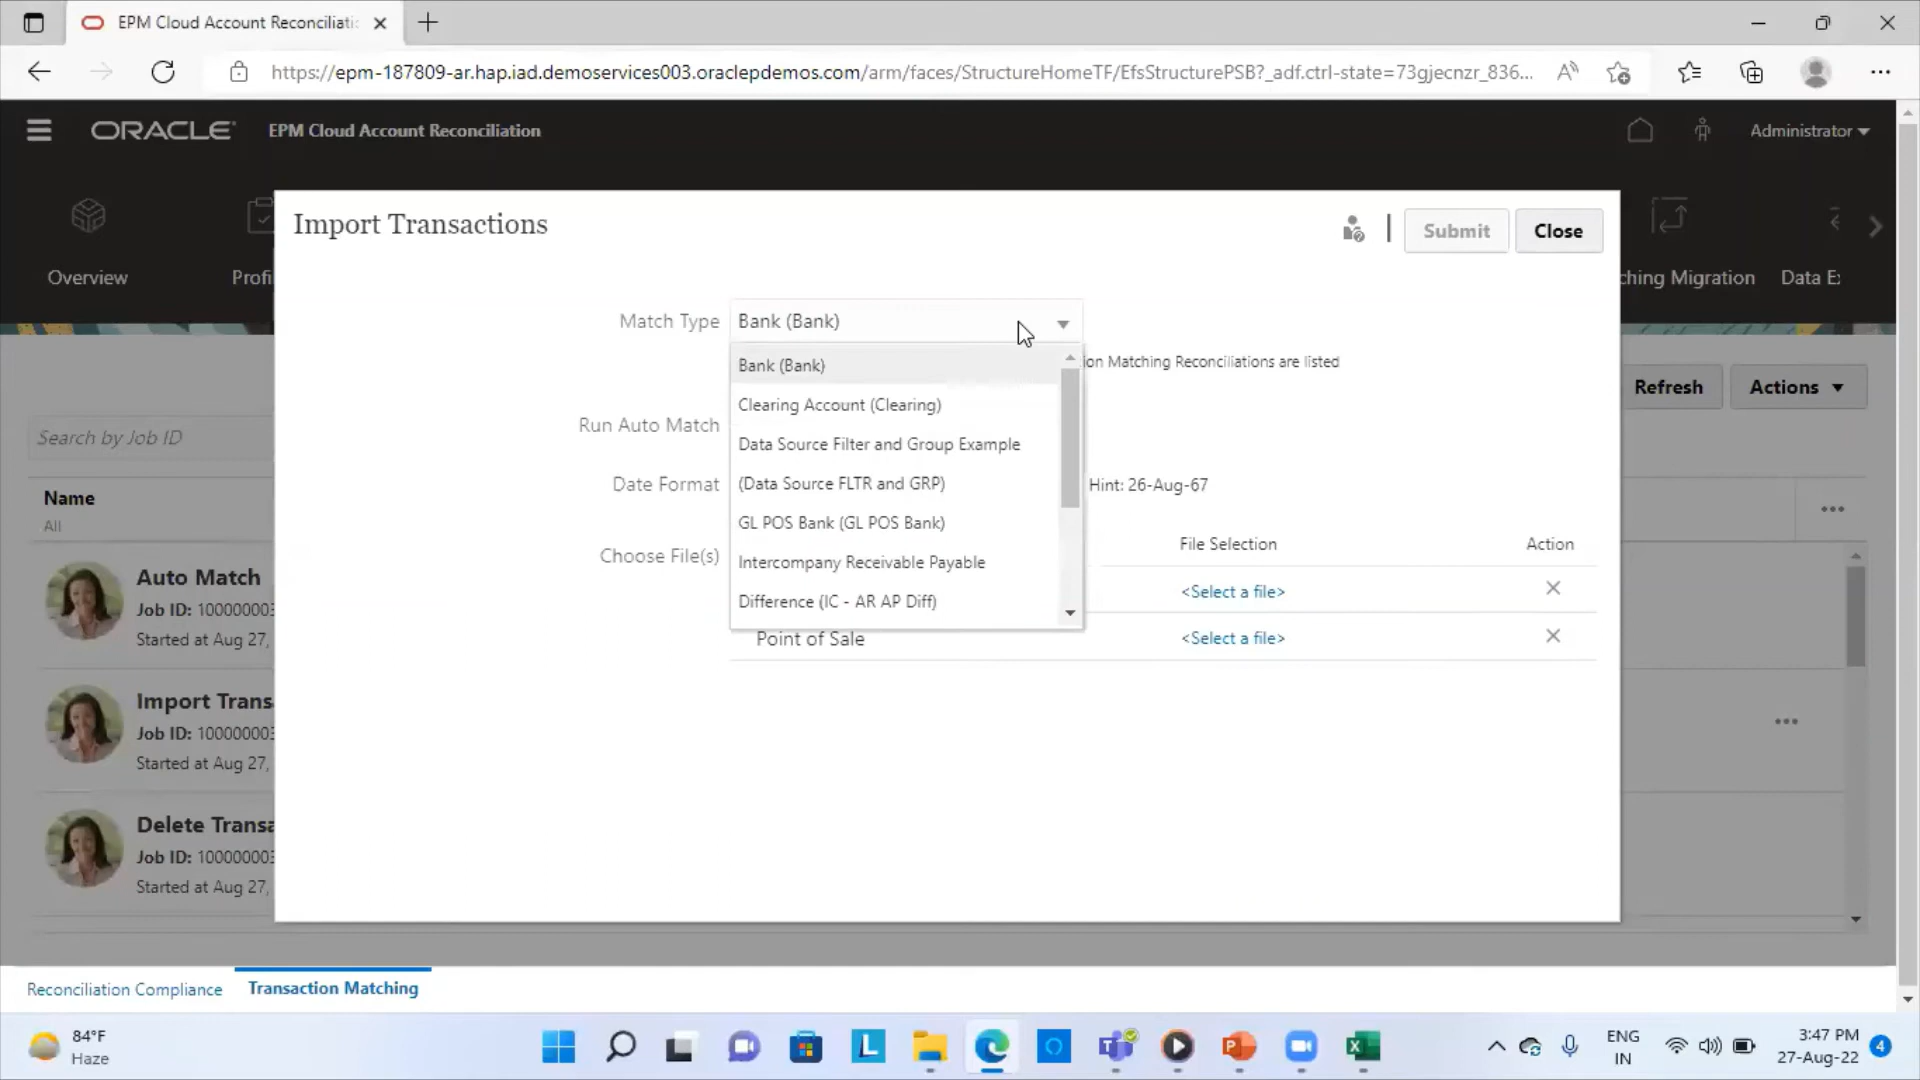 EPM Cloud Account Reconciliatio
https://epm-187809-ar.hap.iad.demoservices003.oraclepdemos.com/arm/faces/StructureHomeTF/EfsStructurePSB?_adf.ctrl-state=73gjecnzr_836...
ORACLE EPM Cloud Account Reconciliation
Administrator
Overview
Profi
ching Migration
Data E
Import Transactions
Submit
Close
Match Type
Bank (Bank)
Bank (Bank)
Clearing Account (Clearing)
Data Source Filter and Group Example
(Data Source FLTR and GRP)
GL POS Bank (GL POS Bank)
Intercompany Receivable Payable
Difference (IC - AR AP Diff)
ion Matching Reconciliations are listed
Run Auto Match
Date Format
Hint: 26-Aug-67
Choose File(s)
File Selection
Action
<Select a file>
Point of Sale
<Select a file>
Refresh
Actions
Search by Job ID
Name
All
Auto Match
Job ID: 100000003
Started at Aug 27,
Import Trans
Job ID: 100000003
Started at Aug 27,
Delete Transa
Job ID: 100000003
Started at Aug 27,
Reconciliation Compliance
Transaction Matching
84°F
Haze
ENG
IN
3:47 PM
27-Aug-22
4